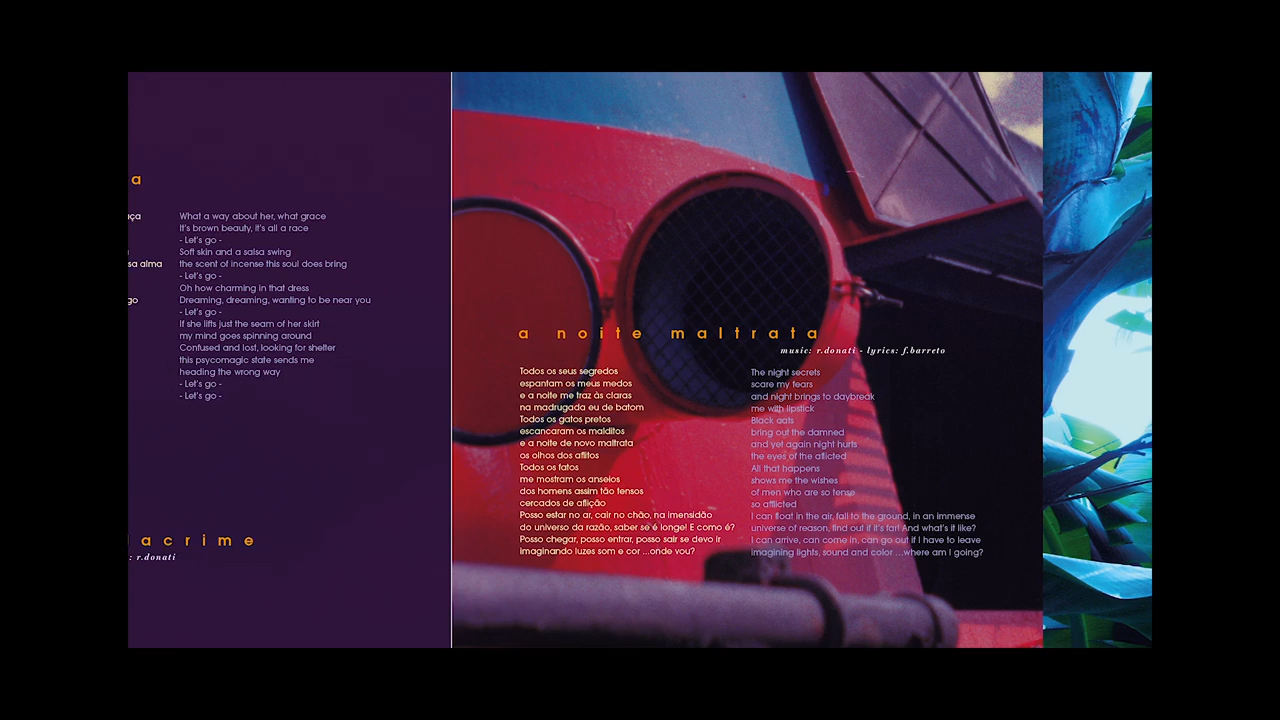 a
nça
What a way about her, what grace
It's brown beauty, it's all a race
- Let's go -
Soft skin and a salsa swing
sa alma
the scent of incense this soul does bring
- Let's go -
Oh how charming in that dress
go
Dreaming, dreaming, wanting to be near you
- Let's go -
If she lifts just the seam of her skirt
my mind goes spinning around
Confused and lost, looking for shelter
this psycomagic state sends me
heading the wrong way
- Let's go -
- Let's go -
acrime
: r.donati
a noite maltrata
music: r.donati - lyrics: f.barreto
Todos os seus segredos
espantam os meus medos
e a noite me traz às claras
na madrugada eu de batom
Todos os gatos pretos
escancaram os malditos
e a noite de novo maltrata
os olhos dos aflitos
Todos os fatos
me mostram os anseios
dos homens assim tão tensos
cercados de aflição
Posso estar no ar, cair no chão, na imensidão
do universo da razão, saber se é longe! E como é?
Posso chegar, posso entrar, posso sair se devo ir
imaginando luzes som e cor ...onde vou?
The night secrets
scare my fears
and night brings to daybreak
me with lipstick
Black cats
bring out the damned
and yet again night hurts
the eyes of the aflicted
All that happens
shows me the wishes
of men who are so tense
so afflicted
I can float in the air, fall to the ground, in an immense
universe of reason, find out if it's far! And what's it like?
I can arrive, can come in, can go out if I have to leave
imagining lights, sound and color ...where am I going?